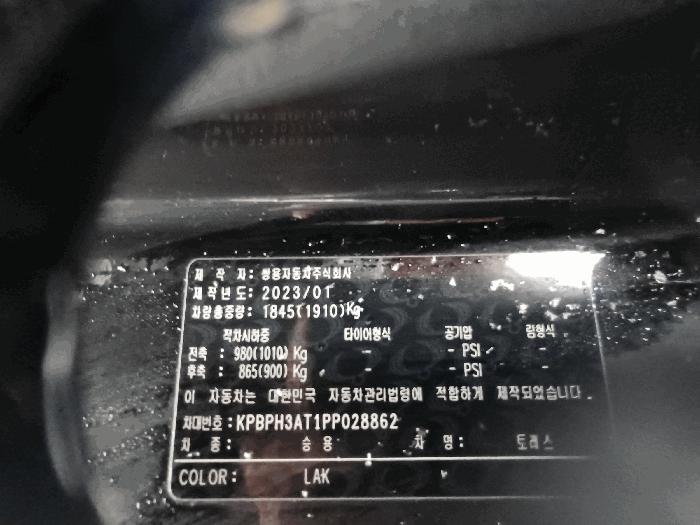 제 작 자: 쌍용자동차주식회사
제작년도: 2023/01
차량총중량: 1845(1910)Kg
적차시하중 타이어형식 공기압 림형식
전축 : 980(1010) Kg - - PSI -
후축 : 865(900) Kg - - PSI -
이 자동차는 대한민국 자동차관리법령에 적합하게 제작되었습니다.
차대번호: KPBPH3AT1PP028862
차 종: 승용 차 명: 토레스
COLOR: LAK